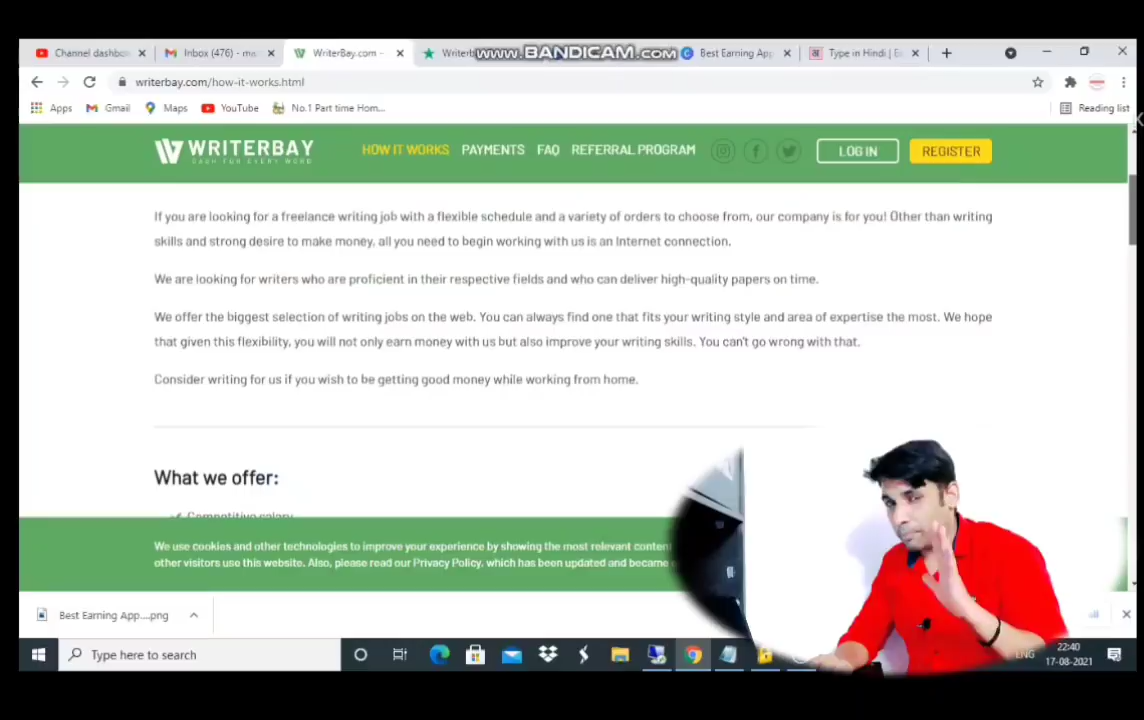 Channel dashbo
Inbox (476) - ma
WriterBay.com -
Writerb
www.BANDICAM.com
Best Earning App
Type in Hindi | E
writerbay.com/how-it-works.html
Apps
Gmail
Maps
YouTube
No.1 Part time Hom...
Reading list
WRITERBAY
CASH FOR EVERY WORD
HOW IT WORKS
PAYMENTS
FAQ
REFERRAL PROGRAM
LOG IN
REGISTER
If you are looking for a freelance writing job with a flexible schedule and a variety of orders to choose from, our company is for you! Other than writing
skills and strong desire to make money, all you need to begin working with us is an Internet connection.
We are looking for writers who are proficient in their respective fields and who can deliver high-quality papers on time.
We offer the biggest selection of writing jobs on the web. You can always find one that fits your writing style and area of expertise the most. We hope
that given this flexibility, you will not only earn money with us but also improve your writing skills. You can't go wrong with that.
Consider writing for us if you wish to be getting good money while working from home.
What we offer:
Competitive salary
We use cookies and other technologies to improve your experience by showing the most relevant content
other visitors use this website. Also, please read our Privacy Policy, which has been updated and became
Best Earning App....png
Type here to search
ENG
22:40
17-08-2021